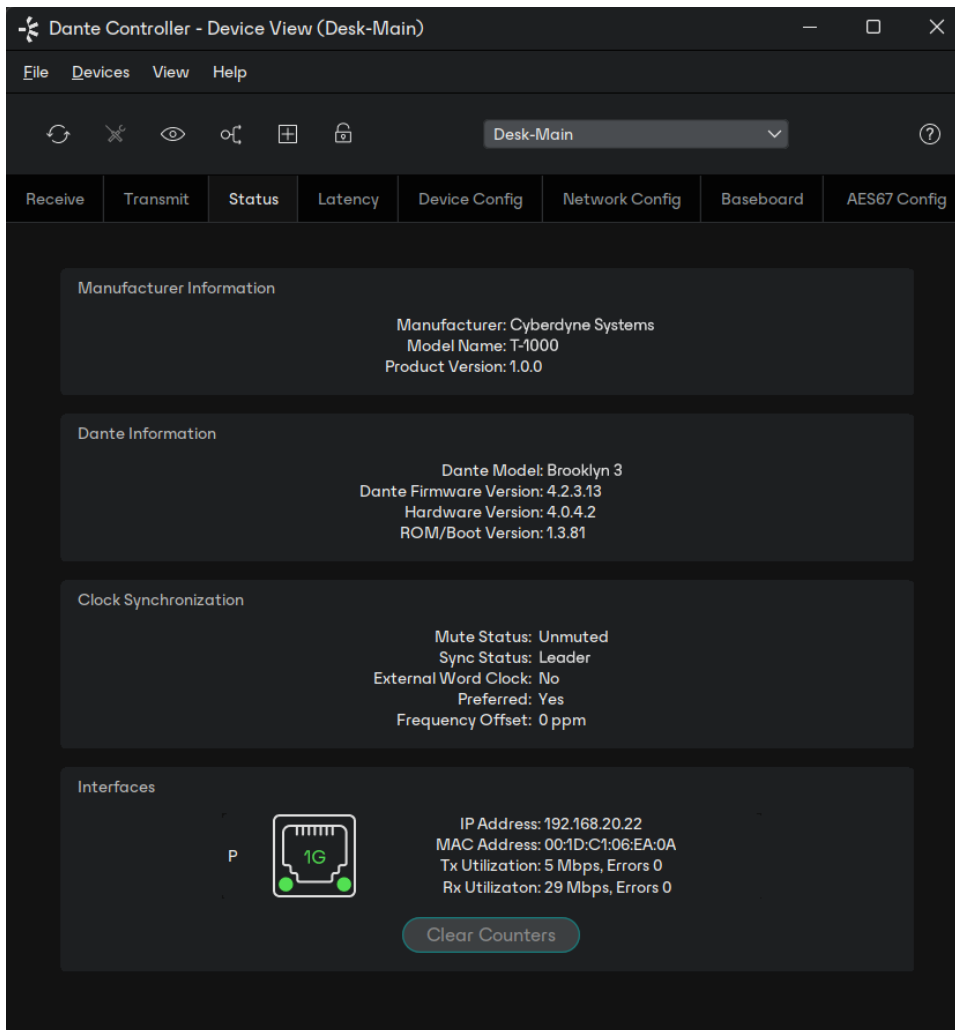 Dante Controller - Device View (Desk-Main)
File Devices View Help
Desk-Main
Receive Transmit Status Latency Device Config Network Config Baseboard AES67 Config
Manufacturer Information
Manufacturer: Cyberdyne Systems
Model Name: T-1000
Product Version: 1.0.0
Dante Information
Dante Model: Brooklyn 3
Dante Firmware Version: 4.2.3.13
Hardware Version: 4.0.4.2
ROM/Boot Version: 1.3.81
Clock Synchronization
Mute Status: Unmuted
Sync Status: Leader
External Word Clock: No
Preferred: Yes
Frequency Offset: 0 ppm
Interfaces
P
1G
IP Address: 192.168.20.22
MAC Address: 00:1D:C1:06:EA:0A
Tx Utilization: 5 Mbps, Errors 0
Rx Utilizaton: 29 Mbps, Errors 0
Clear Counters